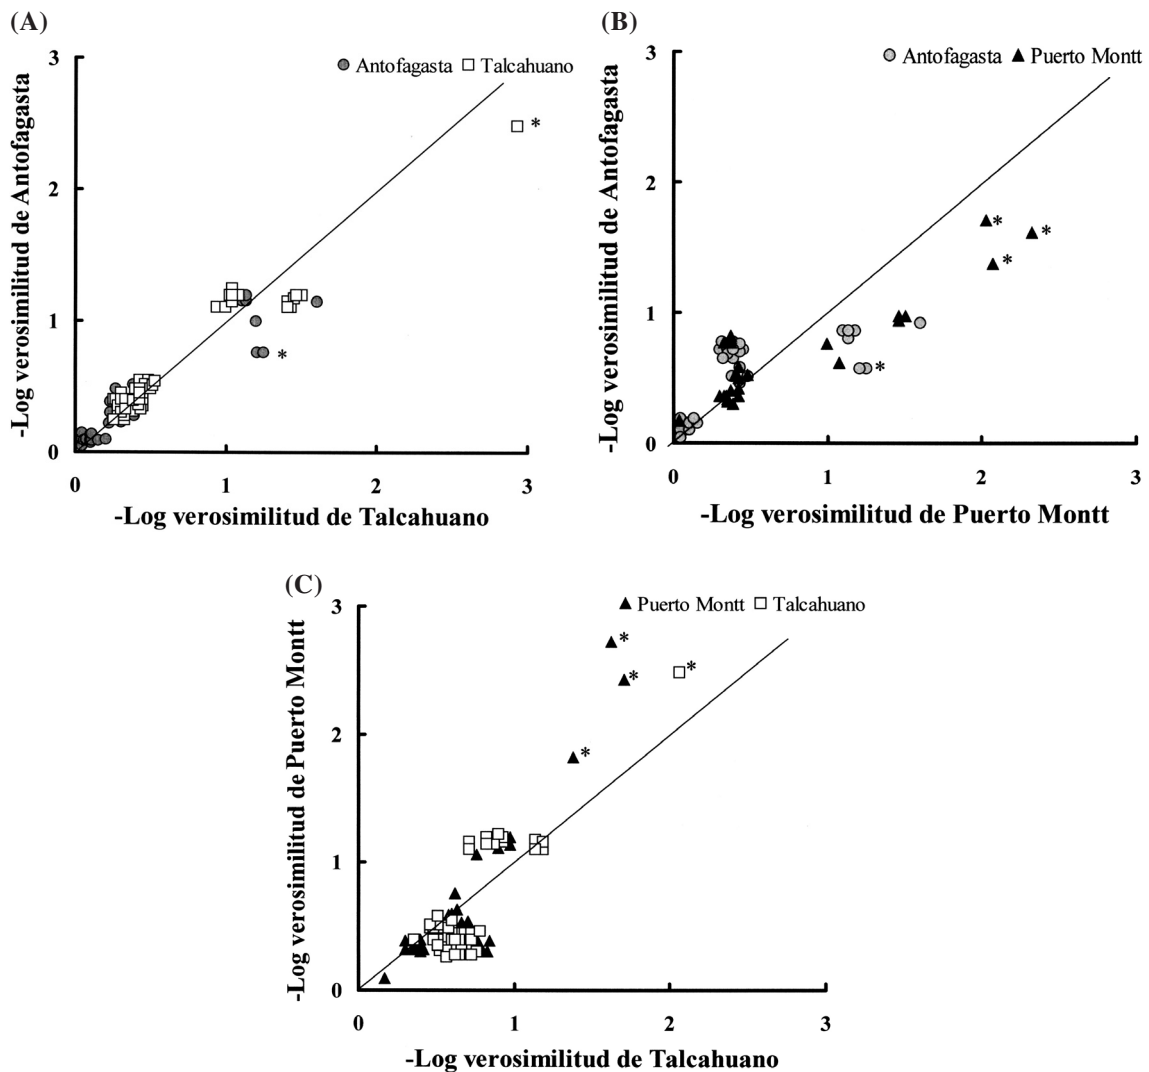 (A)
Antofagasta Talcahuano
-Log verosimilitud de Antofagasta
3
2
1
0
*
*
0 1 2 3
-Log verosimilitud de Talcahuano
(B)
Antofagasta Puerto Montt
-Log verosimilitud de Antofagasta
3
2
1
0
*
*
*
*
0 1 2 3
-Log verosimilitud de Puerto Montt
(C)
Puerto Montt Talcahuano
-Log verosimilitud de Puerto Montt
3
2
1
0
*
*
*
*
0 1 2 3
-Log verosimilitud de Talcahuano